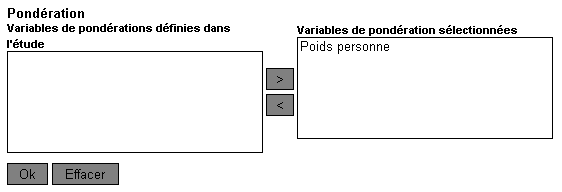 Pondération
Variables de pondérations définies dans
l'étude
Variables de pondération sélectionnées
Poids personne
>
<
Ok
Effacer